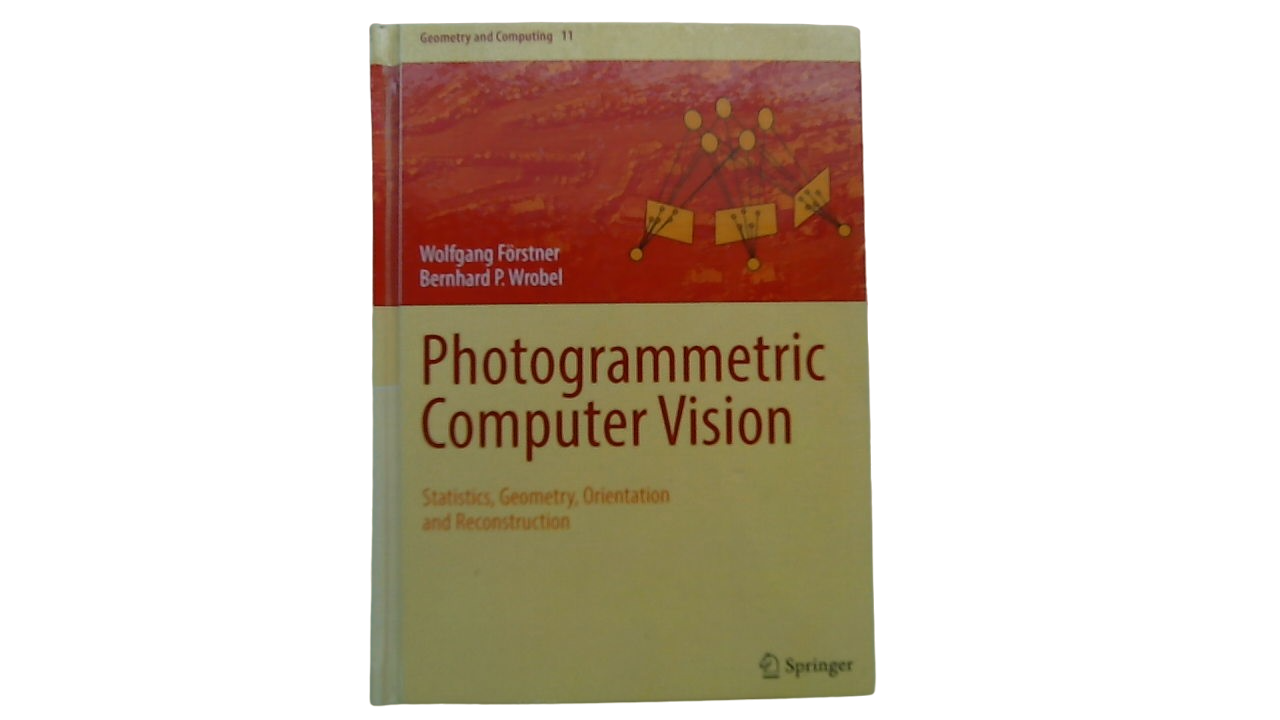 Geometry and Computing 11
Wolfgang Förstner
Bernhard P. Wrobel
Photogrammetric
Computer Vision
Statistics, Geometry, Orientation
and Reconstruction
Springer